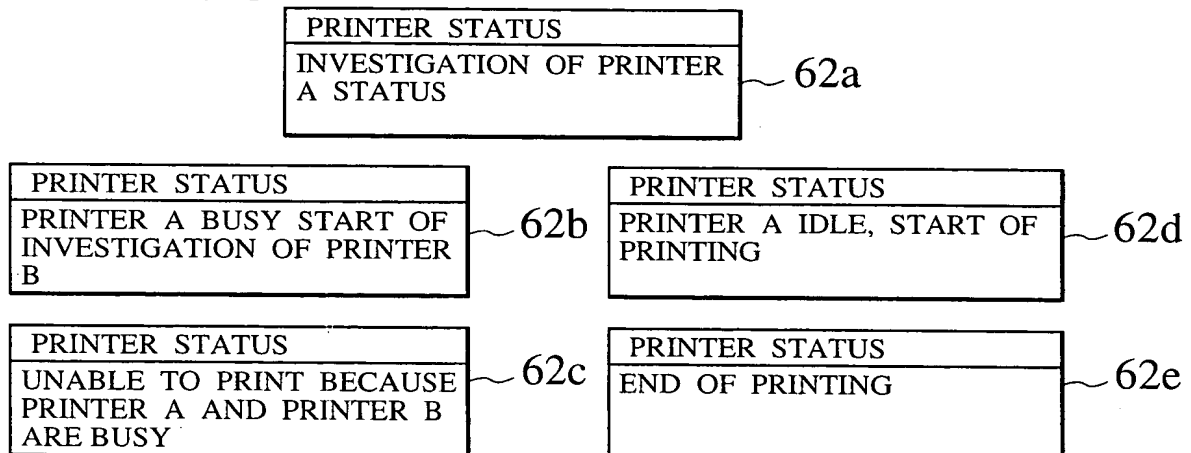 PRINTER STATUS
INVESTIGATION OF PRINTER
A STATUS
62a
PRINTER STATUS
PRINTER A BUSY START OF
INVESTIGATION OF PRINTER
B
62b
PRINTER STATUS
PRINTER A IDLE, START OF
PRINTING
62d
PRINTER STATUS
UNABLE TO PRINT BECAUSE
PRINTER A AND PRINTER B
ARE BUSY
62c
PRINTER STATUS
END OF PRINTING
62e